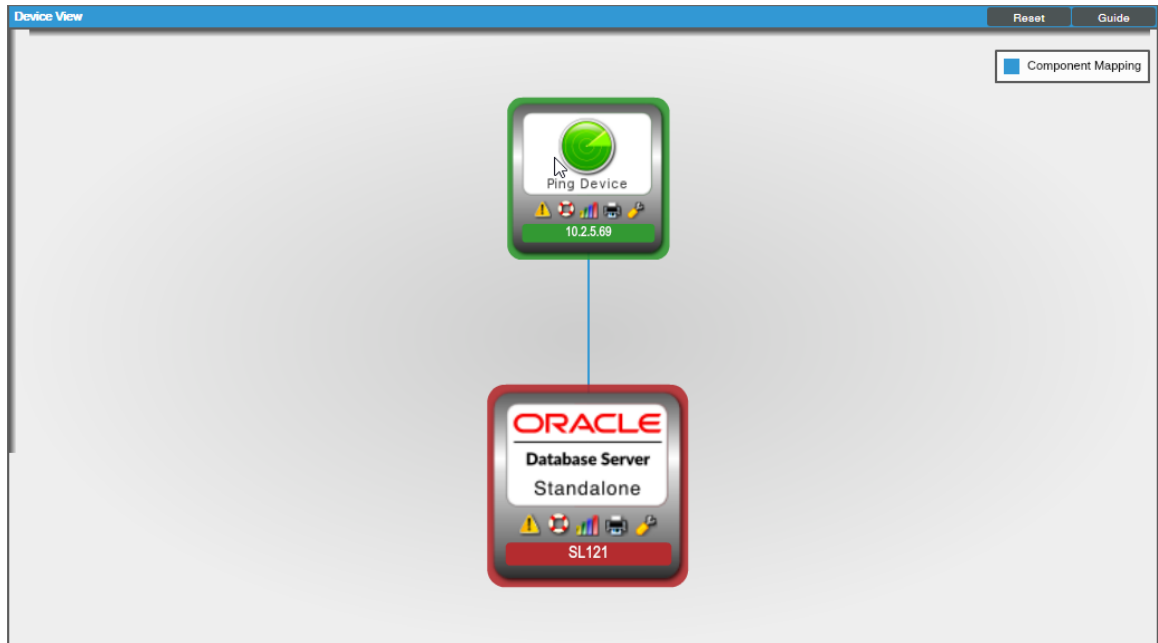 Device View
Reset
Guide
Component Mapping
Ping Device
10.2.5.69
ORACLE
Database Server
Standalone
SL121